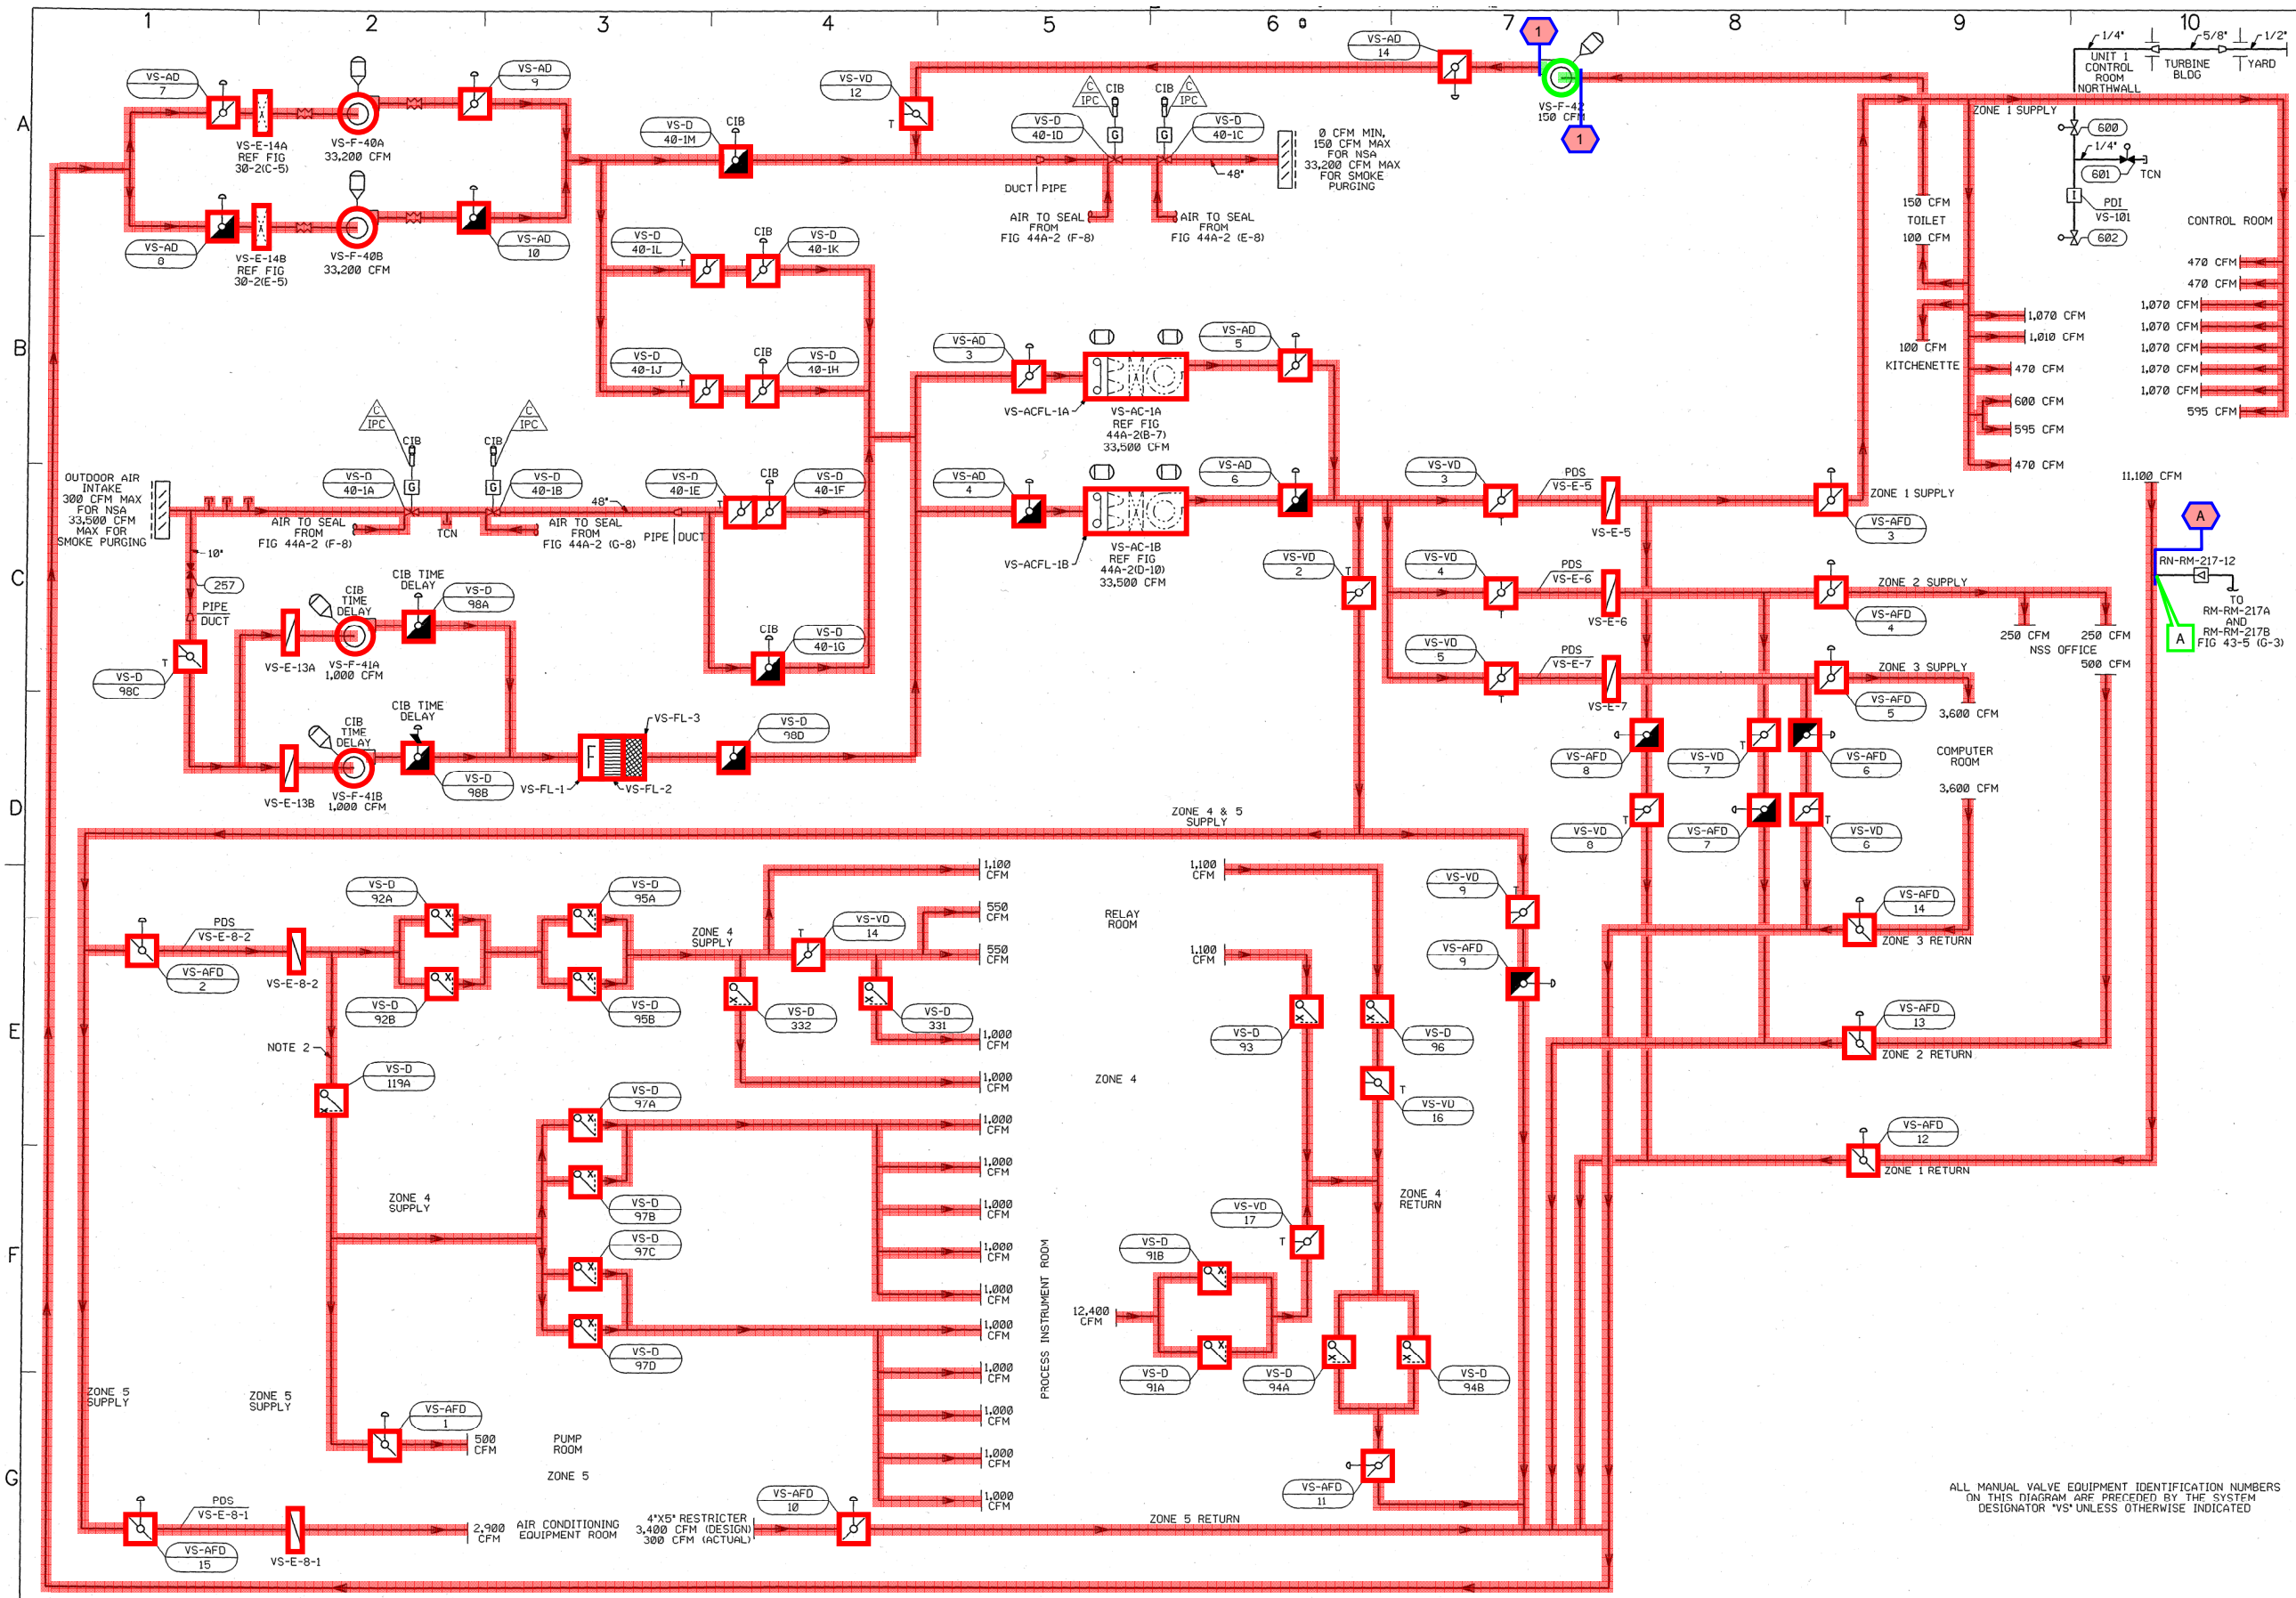 1 2 3 4 5 6 7 8 9 10
A
B
C
D
E
F
G
VS-AD
7
VS-AD
9
VS-E-14A
REF FIG
30-2(C-5)
VS-F-40A
33,200 CFM
VS-AD
8
VS-E-14B
REF FIG
30-2(E-5)
VS-F-40B
33,200 CFM
VS-AD
10
VS-D
40-1M
CIB
VS-VD
12
T
VS-AD
14
1
VS-F-42
150 CFM
1
C
IPC
CIB
CIB
C
IPC
VS-D
40-1D
G
G
VS-D
40-1C
DUCT
PIPE
48"
0 CFM MIN,
150 CFM MAX
FOR NSA
33,200 CFM MAX
FOR SMOKE
PURGING
AIR TO SEAL
FROM
FIG 44A-2 (F-8)
AIR TO SEAL
FROM
FIG 44A-2 (E-8)
1/4"
5/8"
1/2"
UNIT 1
CONTROL
ROOM
NORTHWALL
TURBINE
BLDG
YARD
ZONE 1 SUPPLY
600
1/4"
601
TCN
I
PDI
VS-101
602
CONTROL ROOM
150 CFM
TOILET
100 CFM
100 CFM
KITCHENETTE
1,070 CFM
1,010 CFM
470 CFM
600 CFM
595 CFM
470 CFM
470 CFM
470 CFM
1,070 CFM
1,070 CFM
1,070 CFM
1,070 CFM
1,070 CFM
595 CFM
VS-D
40-1L
T
CIB
VS-D
40-1K
VS-D
40-1J
T
CIB
VS-D
40-1H
VS-AD
3
VS-AD
5
VS-ACFL-1A
VS-AC-1A
REF FIG
44A-2(B-7)
33,500 CFM
VS-AD
4
VS-AD
6
VS-ACFL-1B
VS-AC-1B
REF FIG
44A-2(D-10)
33,500 CFM
OUTDOOR AIR
INTAKE
300 CFM MAX
FOR NSA
33,500 CFM
MAX FOR
SMOKE PURGING
C
IPC
C
IPC
CIB
CIB
VS-D
40-1A
G
G
VS-D
40-1B
AIR TO SEAL
FROM
FIG 44A-2 (F-8)
TCN
AIR TO SEAL
FROM
FIG 44A-2 (G-8)
48"
PIPE
DUCT
VS-D
40-1E
T
CIB
VS-D
40-1F
CIB
VS-D
40-1G
10"
257
PIPE
DUCT
T
VS-D
98C
CIB
TIME
DELAY
CIB TIME
DELAY
VS-D
98A
VS-E-13A
VS-F-41A
1,000 CFM
CIB
TIME
DELAY
CIB TIME
DELAY
VS-D
98B
VS-E-13B
VS-F-41B
1,000 CFM
F
VS-FL-3
VS-FL-1
VS-FL-2
VS-D
98D
VS-VD
2
T
VS-VD
3
T
PDS
VS-E-5
VS-E-5
ZONE 1 SUPPLY
VS-AFD
3
VS-VD
4
T
PDS
VS-E-6
VS-E-6
ZONE 2 SUPPLY
VS-AFD
4
VS-VD
5
T
PDS
VS-E-7
VS-E-7
ZONE 3 SUPPLY
VS-AFD
5
11,100 CFM
A
RN-RM-217-12
A
TO
RM-RM-217A
AND
RM-RM-217B
FIG 43-5 (G-3)
250 CFM
250 CFM
NSS OFFICE
500 CFM
3,600 CFM
COMPUTER
ROOM
3,600 CFM
VS-AFD
8
VS-VD
7
T
VS-AFD
6
VS-VD
8
T
VS-AFD
7
VS-VD
6
T
ZONE 4 & 5
SUPPLY
VS-AFD
14
ZONE 3 RETURN
VS-AFD
13
ZONE 2 RETURN
VS-AFD
12
ZONE 1 RETURN
VS-VD
9
T
VS-AFD
9
PDS
VS-E-8-2
VS-AFD
2
VS-E-8-2
VS-D
92A
X
X
VS-D
92B
VS-D
95A
X
X
VS-D
95B
ZONE 4
SUPPLY
T
VS-VD
14
X
VS-D
332
X
VS-D
331
1,100
CFM
550
CFM
550
CFM
1,000
CFM
1,000
CFM
RELAY
ROOM
ZONE 4
1,100
CFM
1,100
CFM
X
VS-D
93
X
VS-D
96
T
VS-VD
16
NOTE 2
X
VS-D
119A
VS-D
97A
X
X
VS-D
97B
VS-D
97C
X
X
VS-D
97D
ZONE 4
SUPPLY
1,000
CFM
1,000
CFM
1,000
CFM
1,000
CFM
1,000
CFM
1,000
CFM
1,000
CFM
1,000
CFM
1,000
CFM
1,000
CFM
PROCESS INSTRUMENT ROOM
12,400
CFM
VS-D
91B
X
X
VS-D
91A
VS-VD
17
T
ZONE 4
RETURN
X
VS-D
94A
X
VS-D
94B
VS-AFD
11
ZONE 5
SUPPLY
ZONE 5
SUPPLY
VS-AFD
1
500
CFM
PUMP
ROOM
ZONE 5
PDS
VS-E-8-1
VS-AFD
15
VS-E-8-1
2,900
CFM
AIR CONDITIONING
EQUIPMENT ROOM
4"X5" RESTRICTER
3,400 CFM (DESIGN)
300 CFM (ACTUAL)
VS-AFD
10
ZONE 5 RETURN
ALL MANUAL VALVE EQUIPMENT IDENTIFICATION NUMBERS
ON THIS DIAGRAM ARE PRECEDED BY THE SYSTEM
DESIGNATOR "VS" UNLESS OTHERWISE INDICATED